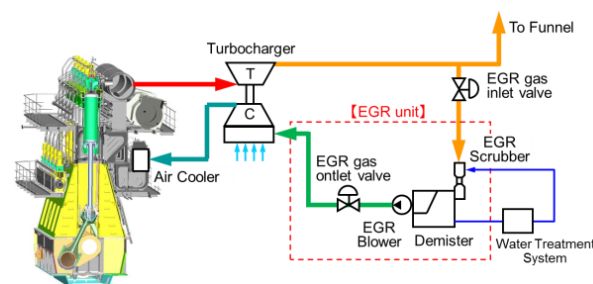 To Funnel
Turbocharger
T
C
EGR gas
inlet valve
【EGR unit】
EGR
Scrubber
EGR gas
ontlet valve
Air Cooler
EGR
Blower
Demister
Water Treatment
System